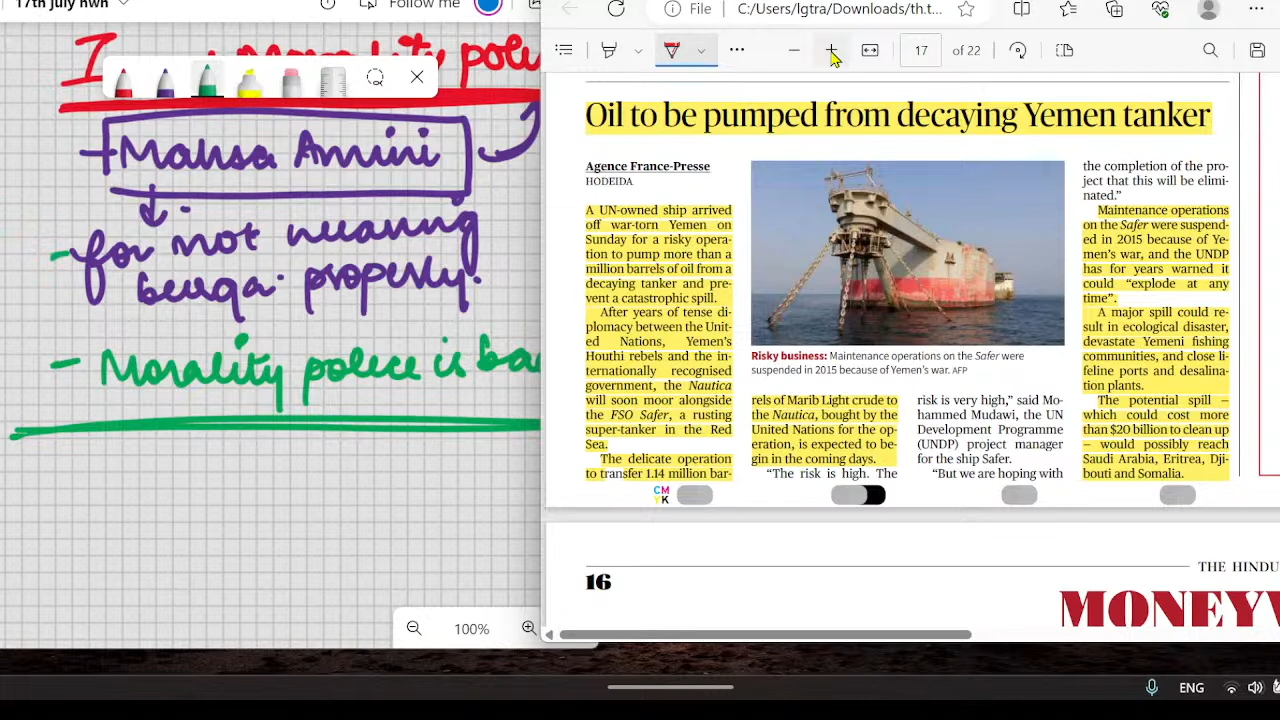 17th july nwh
Follow me
Mahsa Amini
for not wearing
properly.
- Morality police is
100%
File
C:/Users/lgtra/Downloads/th.t...
17 of 22
Oil to be pumped from decaying Yemen tanker
Agence France-Presse
HODEIDA
A UN-owned ship arrived
off war-torn Yemen on
Sunday for a risky opera-
tion to pump more than a
million barrels of oil from a
decaying tanker and pre-
vent a catastrophic spill.
After years of tense di-
plomacy between the Unit-
ed Nations, Yemen's
Houthi rebels and the in-
ternationally recognised
government, the Nautica
will soon moor alongside
the FSO Safer, a rusting
super-tanker in the Red
Sea.
The delicate operation
to transfer 1.14 million bar-
Risky business: Maintenance operations on the Safer were
suspended in 2015 because of Yemen's war. AFP
rels of Marib Light crude to
the Nautica, bought by the
United Nations for the op-
eration, is expected to be-
gin in the coming days.
"The risk is high. The
risk is very high," said Mo-
hammed Mudawi, the UN
Development Programme
(UNDP) project manager
for the ship Safer.
"But we are hoping with
the completion of the pro-
ject that this will be elimi-
nated."
Maintenance operations
on the Safer were suspend-
ed in 2015 because of Ye-
men's war, and the UNDP
has for years warned it
could "explode at any
time".
A major spill could re-
sult in ecological disaster,
devastate Yemeni fishing
communities, and close li-
feline ports and desalina-
tion plants.
The potential spill –
which could cost more
than $20 billion to clean up
– would possibly reach
Saudi Arabia, Eritrea, Dji-
bouti and Somalia.
CM
YK
16
THE HINDU
ENG